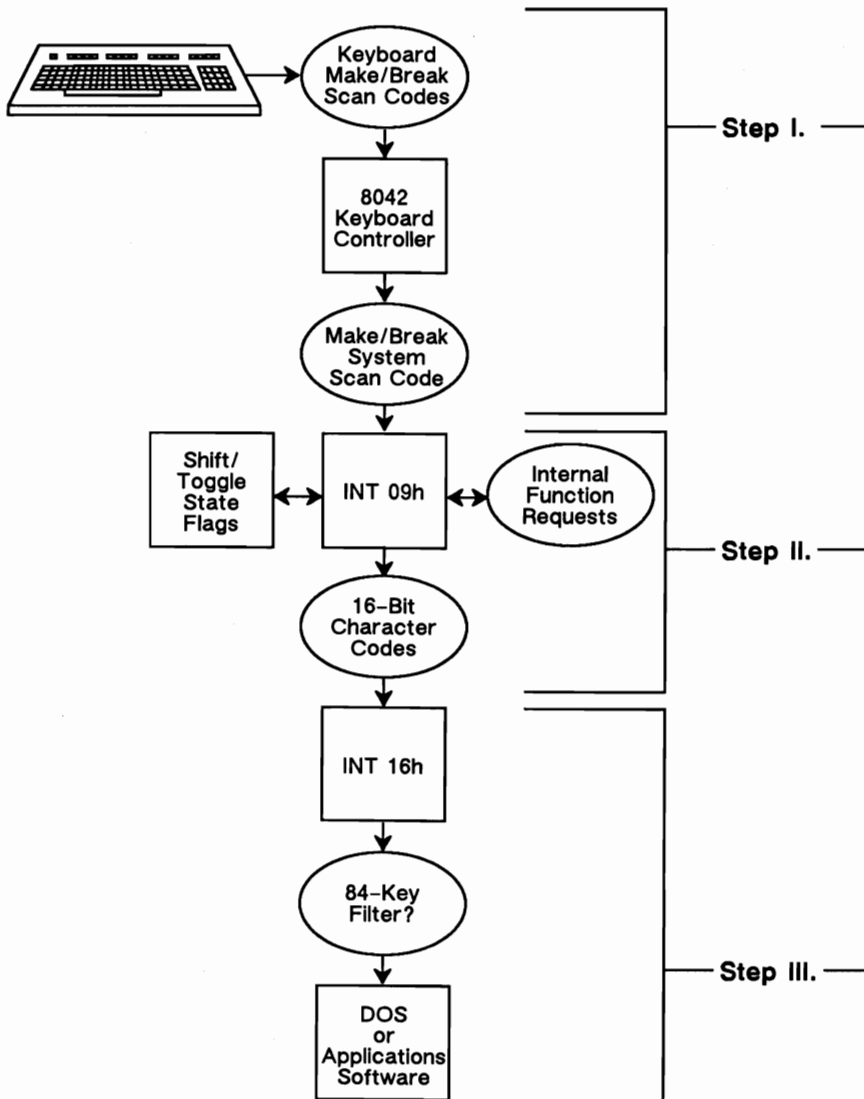 Keyboard
Make/Break
Scan Codes
Step I.
8042
Keyboard
Controller
Make/Break
System
Scan Code
Shift/
Toggle
State
Flags
INT 09h
Internal
Function
Requests
Step II.
16-Bit
Character
Codes
INT 16h
84-Key
Filter?
Step III.
DOS
or
Applications
Software